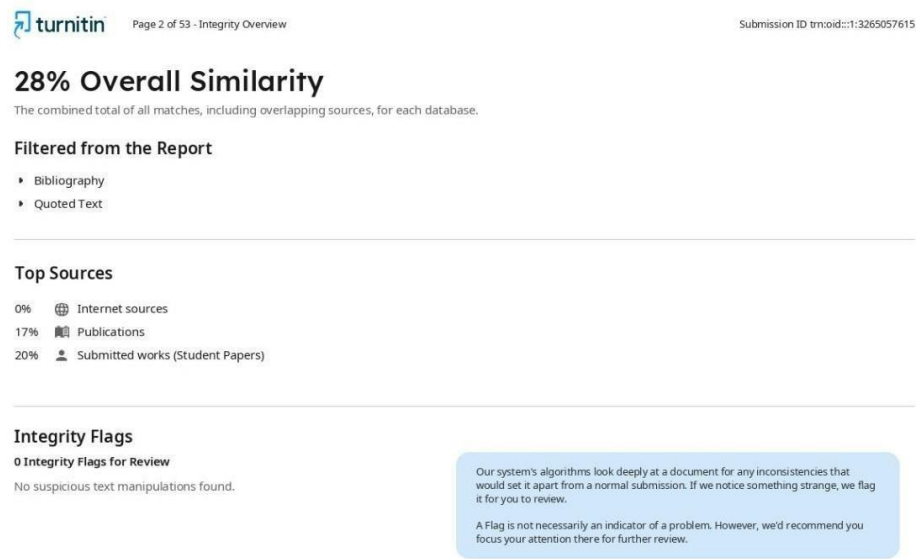 turnitin Page 2 of 53 - Integrity Overview Submission ID trn:oid:::1:3265057615
28% Overall Similarity
The combined total of all matches, including overlapping sources, for each database.
Filtered from the Report
Bibliography
Quoted Text
Top Sources
0% Internet sources
17% Publications
20% Submitted works (Student Papers)
Integrity Flags
0 Integrity Flags for Review
No suspicious text manipulations found.
Our system's algorithms look deeply at a document for any inconsistencies that
would set it apart from a normal submission. If we notice something strange, we flag
it for you to review.
A Flag is not necessarily an indicator of a problem. However, we'd recommend you
focus your attention there for further review.